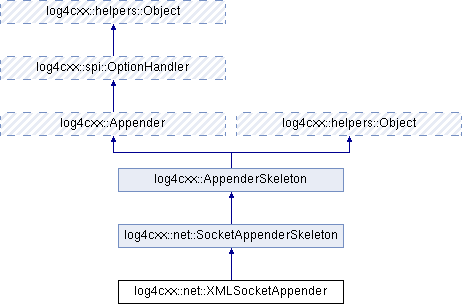 log4cxx::helpers::Object
log4cxx::spi::OptionHandler
log4cxx::Appender
log4cxx::helpers::Object
log4cxx::AppenderSkeleton
log4cxx::net::SocketAppenderSkeleton
log4cxx::net::XMLSocketAppender